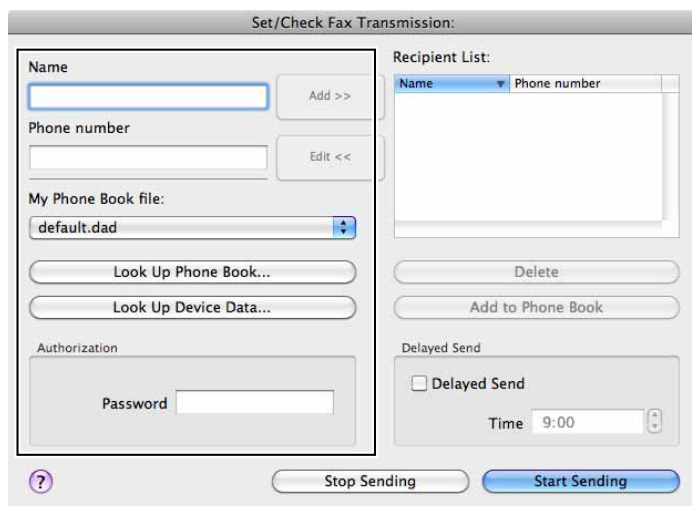 Set/Check Fax Transmission:
Name
Add >>
Phone number
Edit <<
My Phone Book file:
default.dad
Look Up Phone Book...
Look Up Device Data...
Authorization
Password
Recipient List:
Name Phone number
Delete
Add to Phone Book
Delayed Send
Delayed Send
Time 9:00
?
Stop Sending
Start Sending